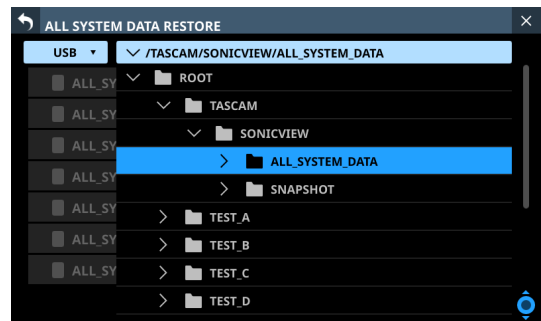 ALL SYSTEM DATA RESTORE
USB /TASCAM/SONICVIEW/ALL_SYSTEM_DATA
ROOT
ALL_SY
TASCAM
ALL_SY
SONICVIEW
ALL_SY
ALL_SYSTEM_DATA
ALL_SY
SNAPSHOT
ALL_SY
TEST_A
ALL_SY
TEST_B
ALL_SY
TEST_C
TEST_D